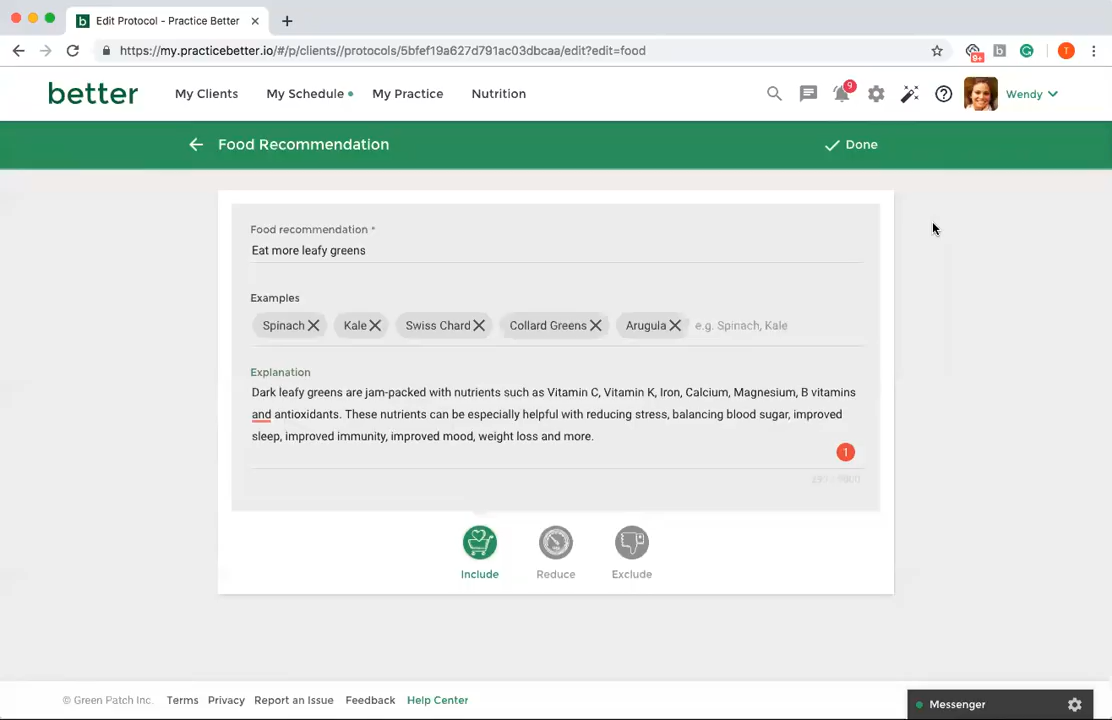 Edit Protocol - Practice Better
https://my.practicebetter.io/#/p/clients//protocols/5bfef19a627d791ac03dbcaa/edit?edit=food
b
9+
b
T
better
My Clients
My Schedule
My Practice
Nutrition
9
Wendy
Food Recommendation
Done
Food recommendation *
Eat more leafy greens
Examples
Spinach
Kale
Swiss Chard
Collard Greens
Arugula
e.g. Spinach, Kale
Explanation
Dark leafy greens are jam-packed with nutrients such as Vitamin C, Vitamin K, Iron, Calcium, Magnesium, B vitamins
and antioxidants. These nutrients can be especially helpful with reducing stress, balancing blood sugar, improved
sleep, improved immunity, improved mood, weight loss and more.
1
Include
Reduce
Exclude
© Green Patch Inc.
Terms
Privacy
Report an Issue
Feedback
Help Center
Messenger